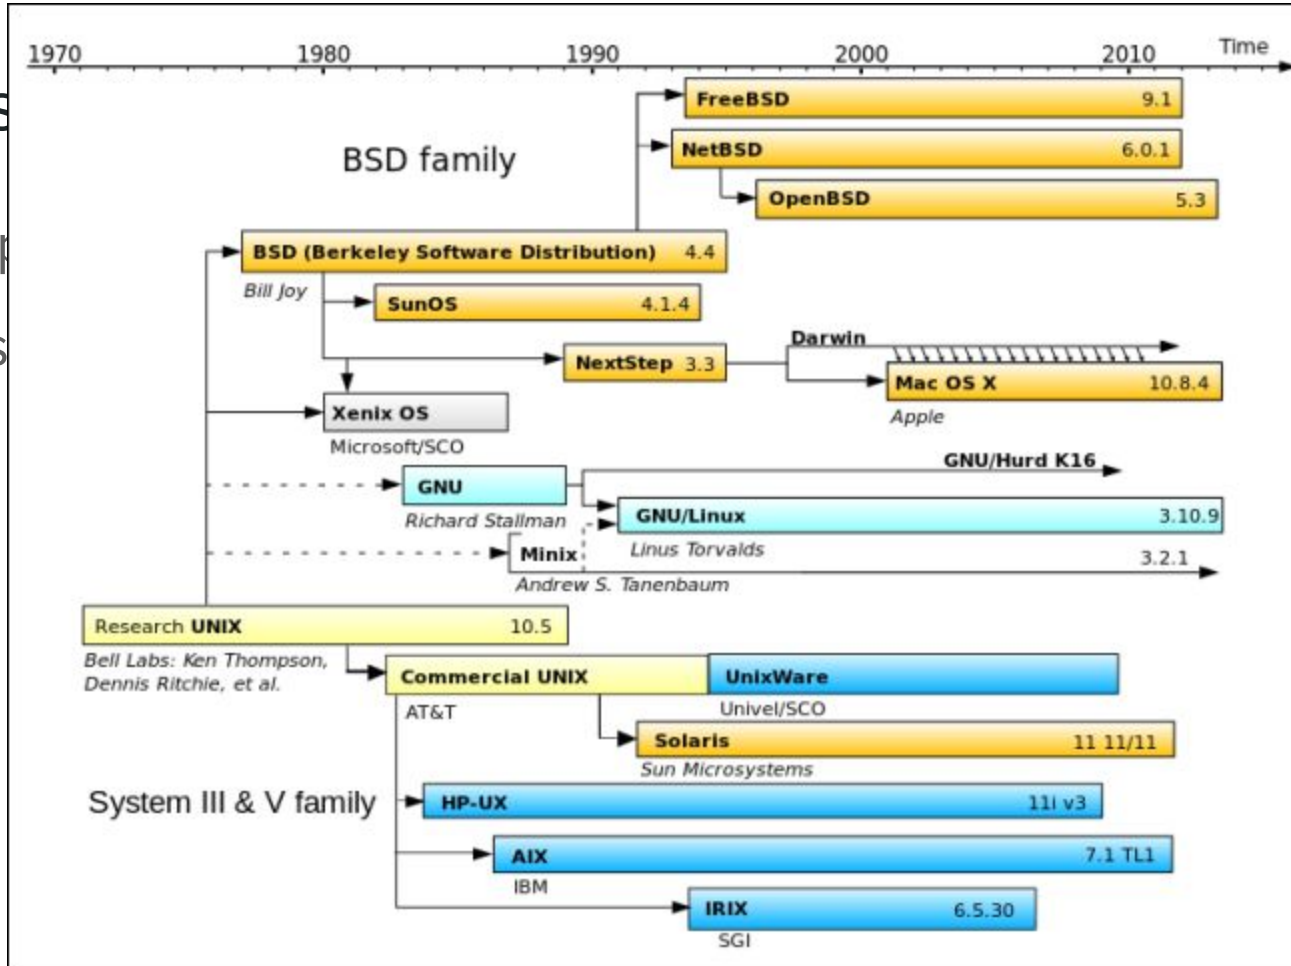 1970 1980 1990 2000 2010 Time
s
FreeBSD 9.1
BSD family
NetBSD 6.0.1
OpenBSD 5.3
p
BSD (Berkeley Software Distribution) 4.4
Bill Joy
SunOS 4.1.4
s
Darwin
NextStep 3.3
Mac OS X 10.8.4
Apple
Xenix OS
Microsoft/SCO
GNU/Hurd K16
GNU
Richard Stallman
GNU/Linux 3.10.9
Linus Torvalds
Minix 3.2.1
Andrew S. Tanenbaum
Research UNIX 10.5
Bell Labs: Ken Thompson,
Dennis Ritchie, et al.
Commercial UNIX
AT&T
UnixWare
Univel/SCO
Solaris 11 11/11
Sun Microsystems
System III & V family
HP-UX 11i v3
AIX 7.1 TL1
IBM
IRIX 6.5.30
SGI